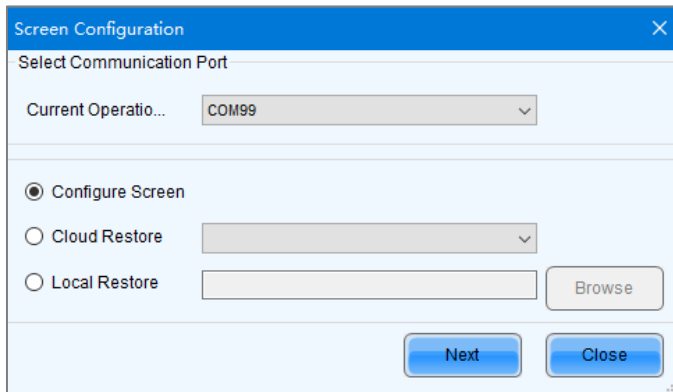 Screen Configuration
Select Communication Port
Current Operatio... COM99
Configure Screen
Cloud Restore
Local Restore Browse
Next Close